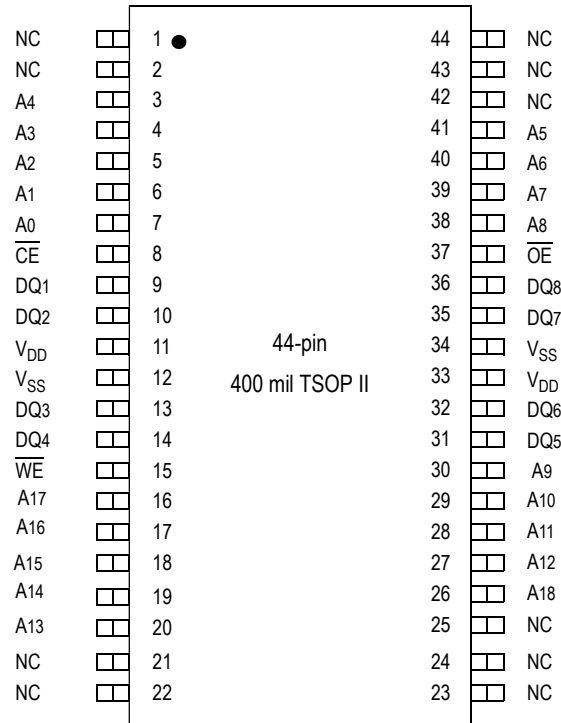 NC 1 44 NC
NC 2 43 NC
A4 3 42 NC
A3 4 41 A5
A2 5 40 A6
A1 6 39 A7
A0 7 38 A8
C̅E̅ 8 37 O̅E̅
DQ1 9 36 DQ8
DQ2 10 35 DQ7
VDD 11 44-pin 34 VSS
VSS 12 400 mil TSOP II 33 VDD
DQ3 13 32 DQ6
DQ4 14 31 DQ5
W̅E̅ 15 30 A9
A17 16 29 A10
A16 17 28 A11
A15 18 27 A12
A14 19 26 A18
A13 20 25 NC
NC 21 24 NC
NC 22 23 NC